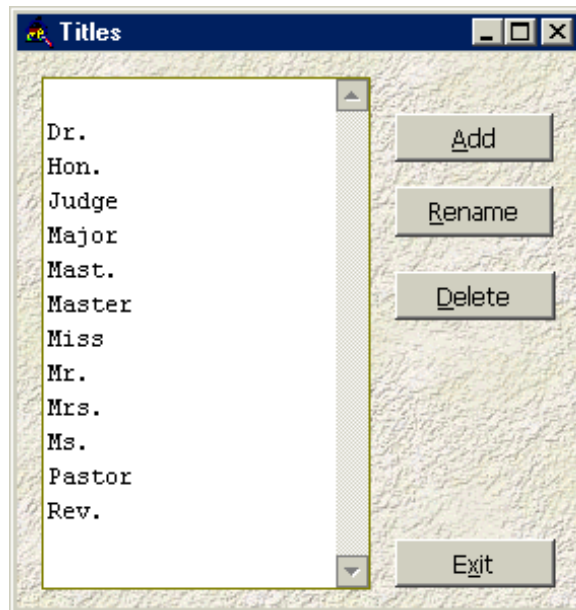 Titles
Dr.
Hon.
Judge
Major
Mast.
Master
Miss
Mr.
Mrs.
Ms.
Pastor
Rev.
Add
Rename
Delete
Exit